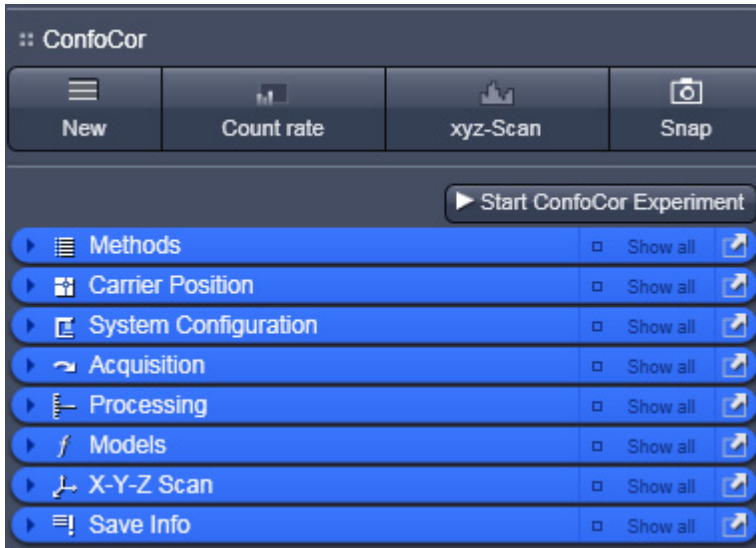 ConfoCor
New Count rate xyz-Scan Snap
Start ConfoCor Experiment
Methods Show all
Carrier Position Show all
System Configuration Show all
Acquisition Show all
Processing Show all
Models Show all
X-Y-Z Scan Show all
Save Info Show all